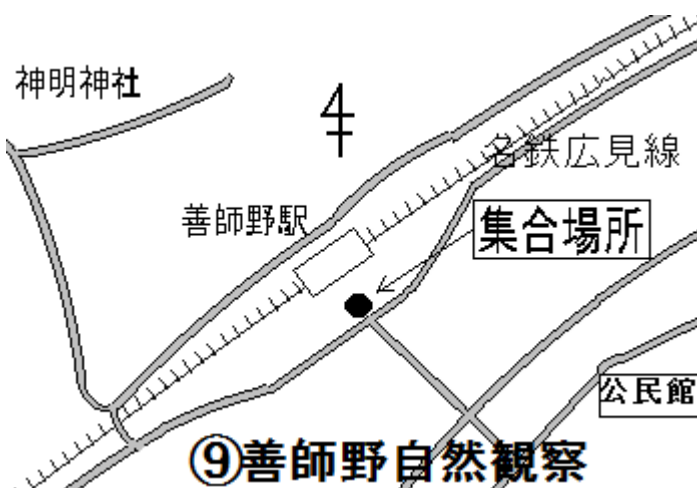 神明神社
名鉄広見線
善師野駅
集合場所
公民館
⑨善師野自然観察